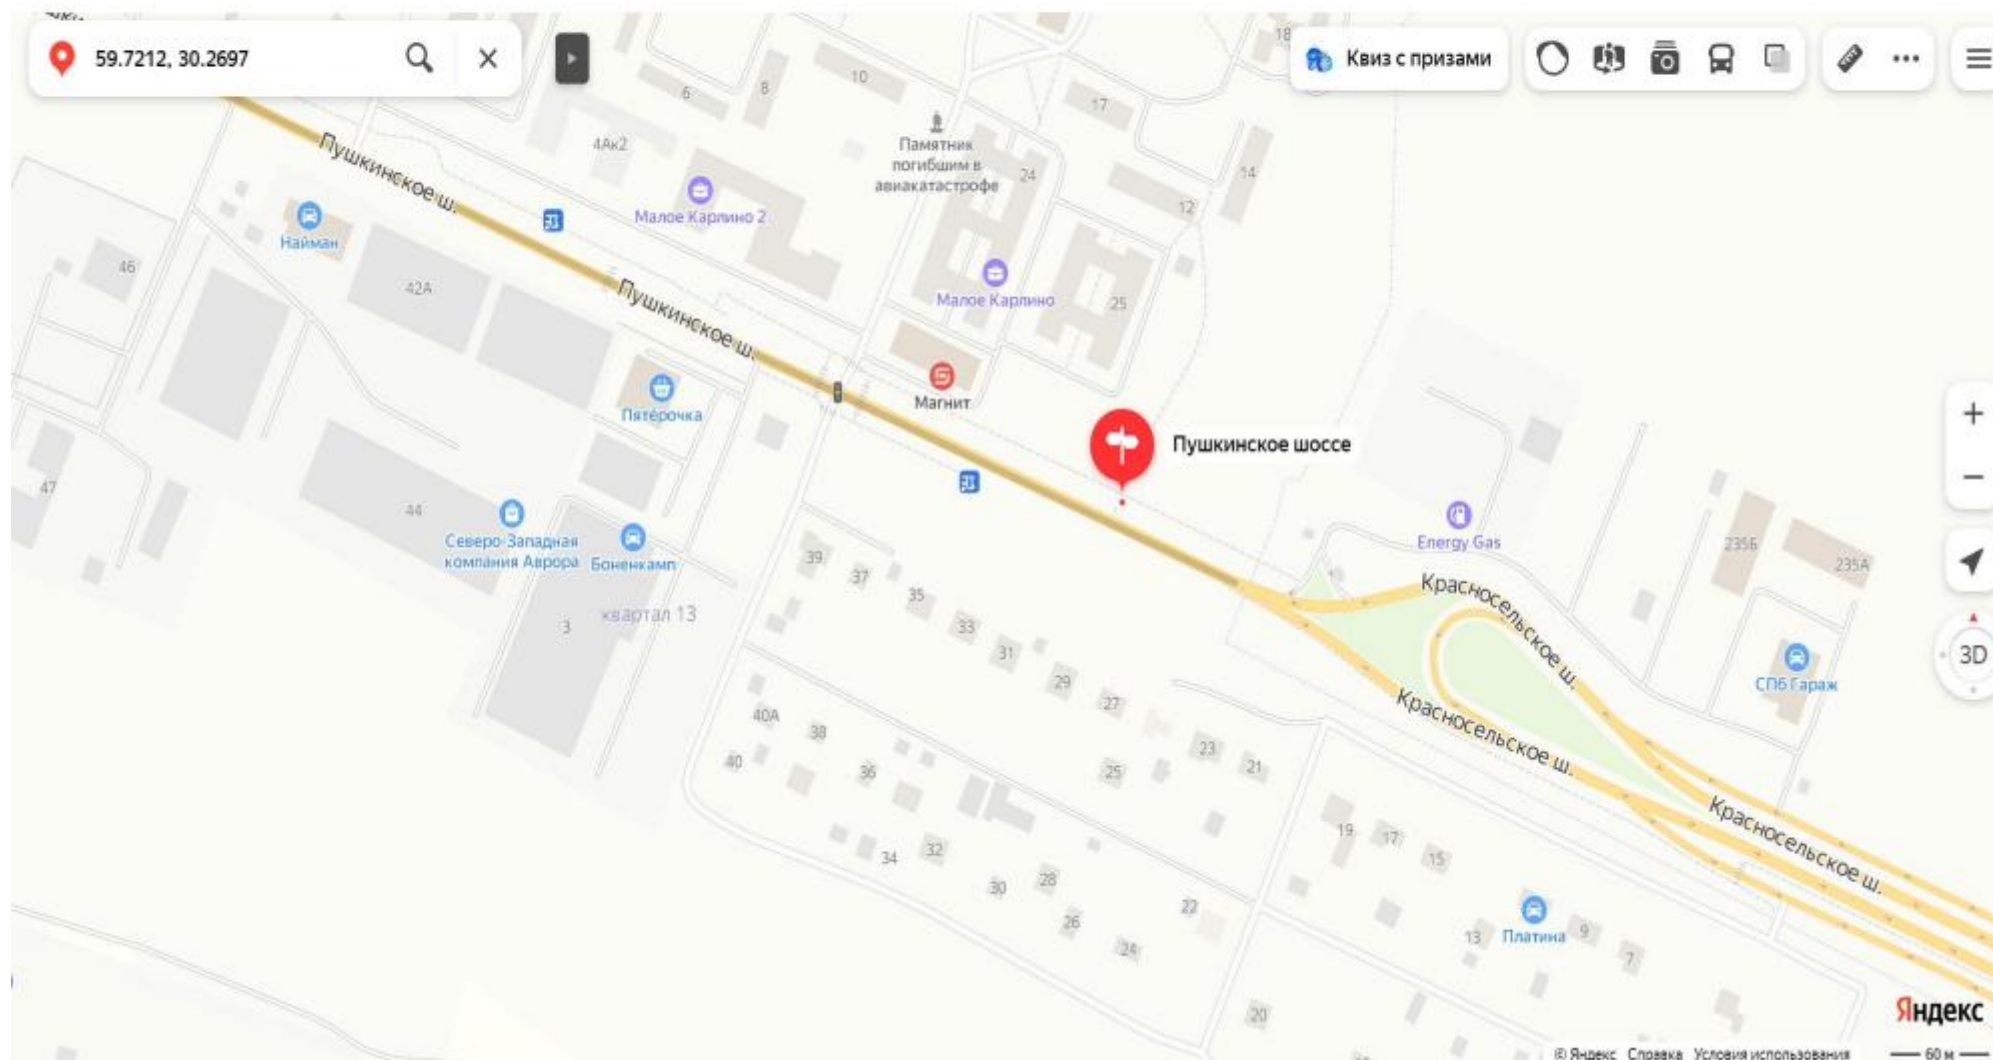 59.7212, 30.2697
Квиз с призами
18
10
6
8
17
4Ак2
Памятник
погибшим в
авиакатастрофе
24
14
12
Пушкинское ш.
Малое Карлино 2
Найман
46
42А
Малое Карлино
25
Пушкинское ш.
Пятёрочка
Магнит
Пушкинское шоссе
47
44
Северо-Западная
компания Аврора
Боненкамп
Energy Gas
235Б
235А
39
37
35
33
31
29
27
квартал 13
3
Красносельское ш.
СПб Гараж
3D
40А
38
40
36
23
21
25
Красносельское ш.
Красносельское ш.
19
17
15
34
32
30
28
26
24
22
13
Платина
9
7
20
Яндекс
© Яндекс Справка Условия использования
60 м